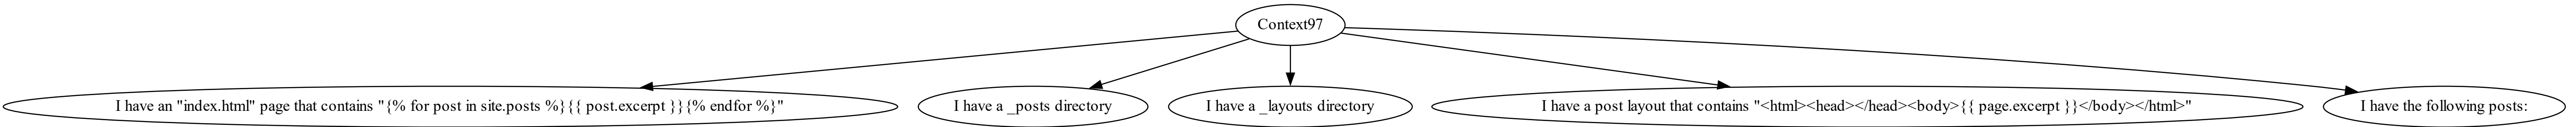 Context97
I have an "index.html" page that contains "{% for post in site.posts %}{{ post.excerpt }}{% endfor %}"
I have a _posts directory
I have a _layouts directory
I have a post layout that contains "<html><head></head><body>{{ page.excerpt }}</body></html>"
I have the following posts: